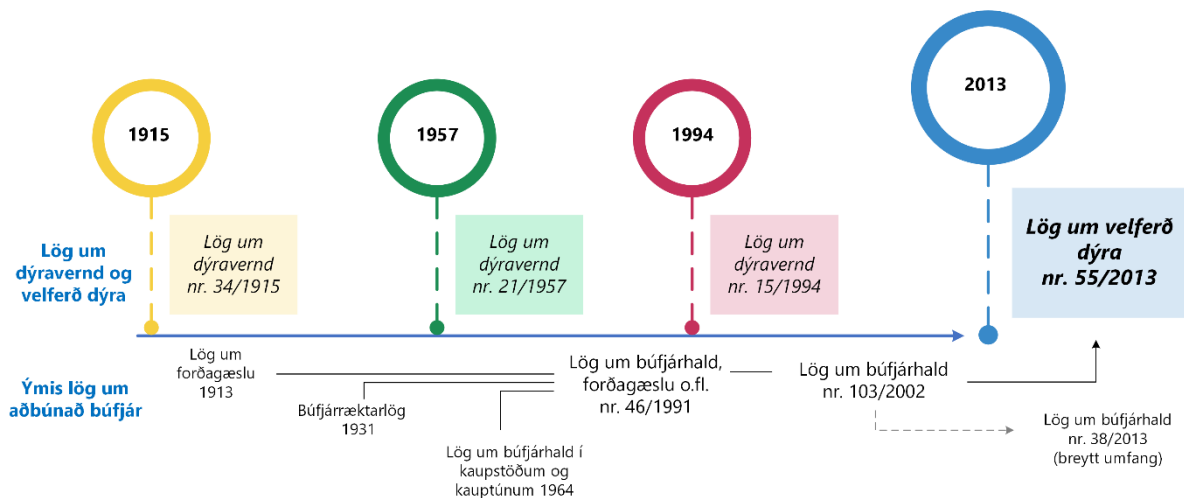 1915
1957
1994
2013
Lög um
dýravernd og
velferð dýra
Lög um
dýravernd
nr. 34/1915
Lög um
dýravernd
nr. 21/1957
Lög um
dýravernd
nr. 15/1994
Lög um velferð
dýra
nr. 55/2013
Ýmis lög um
aðbúnað búfjár
Lög um
forðagæslu
1913
Búfjárræktarlög
1931
Lög um búfjárhald í
kaupstöðum og
kauptúnum 1964
Lög um búfjárhald,
forðagæslu o.fl.
nr. 46/1991
Lög um búfjárhald
nr. 103/2002
Lög um búfjárhald
nr. 38/2013
(breytt umfang)